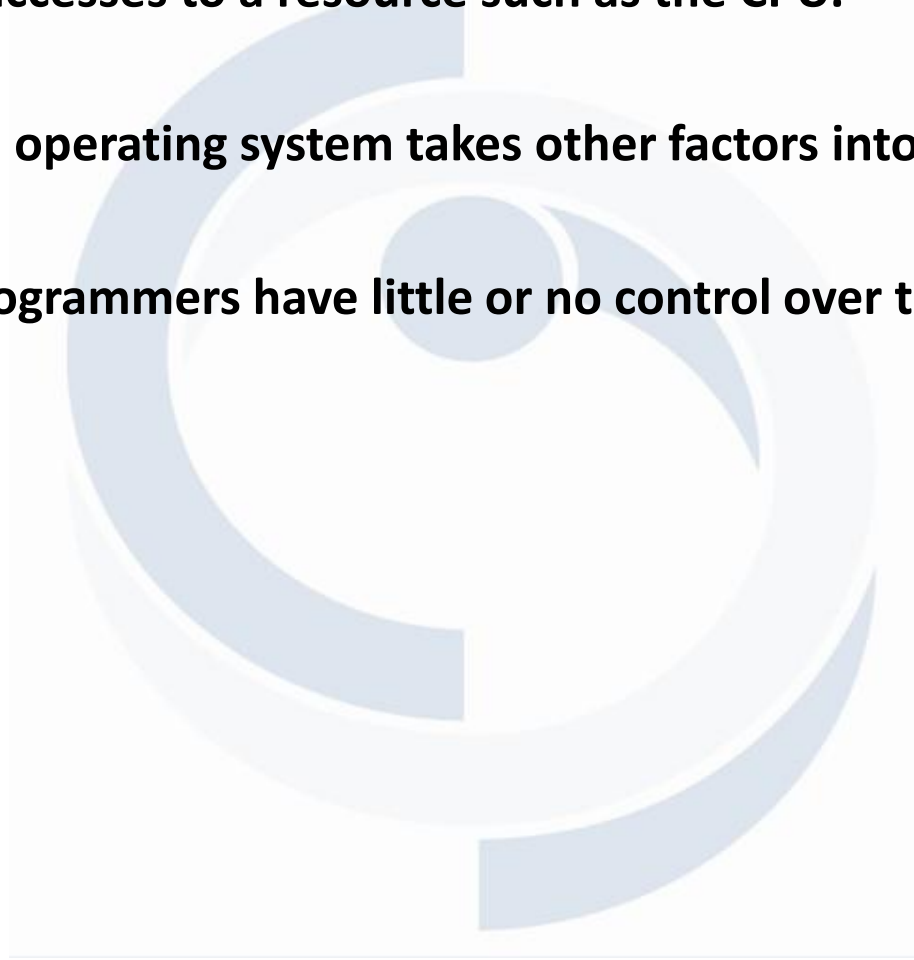 to a resource such as the CPU.
operating system takes other factors into
ogrammers have little or no control over t